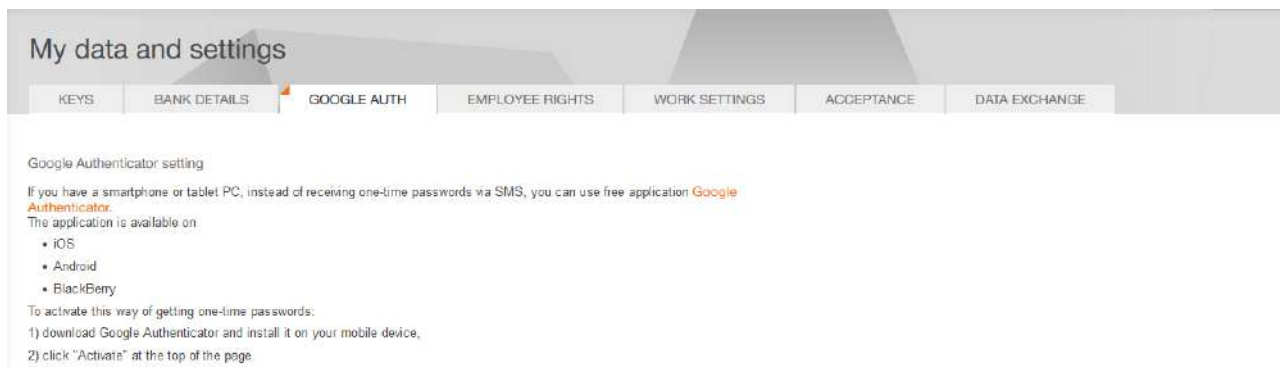 My data and settings
KEYS BANK DETAILS GOOGLE AUTH EMPLOYEE RIGHTS WORK SETTINGS ACCEPTANCE DATA EXCHANGE
Google Authenticator setting
If you have a smartphone or tablet PC, instead of receiving one-time passwords via SMS, you can use free application Google
Authenticator.
The application is available on
• iOS
• Android
• BlackBerry
To activate this way of getting one-time passwords:
1) download Google Authenticator and install it on your mobile device,
2) click "Activate" at the top of the page